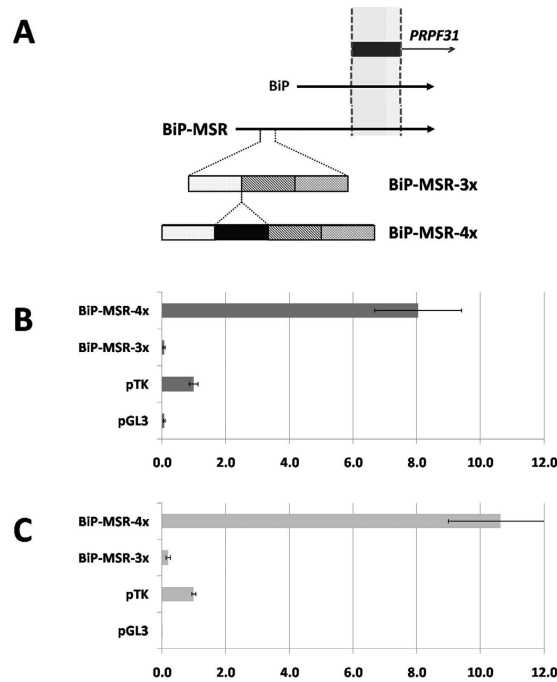 A
PRPF31
BiP
BiP-MSR
BiP-MSR-3x
BiP-MSR-4x
B
BiP-MSR-4x
BiP-MSR-3x
pTK
pGL3
0.0 2.0 4.0 6.0 8.0 10.0 12.0
C
BiP-MSR-4x
BiP-MSR-3x
pTK
pGL3
0.0 2.0 4.0 6.0 8.0 10.0 12.0